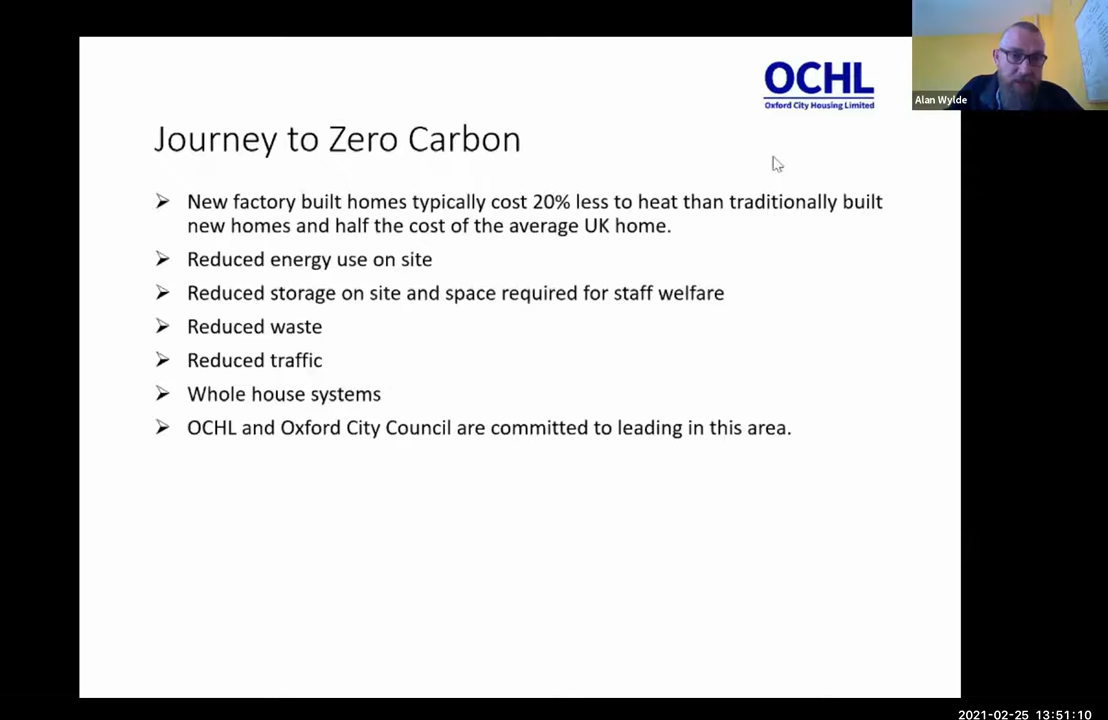 OCHL
Oxford City Housing Limited
Alan Wylde
Journey to Zero Carbon
New factory built homes typically cost 20% less to heat than traditionally built
new homes and half the cost of the average UK home.
Reduced energy use on site
Reduced storage on site and space required for staff welfare
Reduced waste
Reduced traffic
Whole house systems
OCHL and Oxford City Council are committed to leading in this area.
2021-02-25 13:51:10